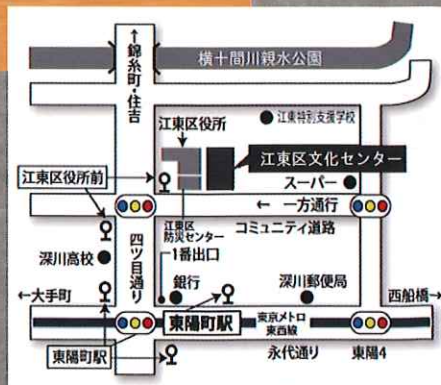 横十間川親水公園
↑錦糸町・住吉
江東区役所
江東特別支援学校
江東区文化センター
江東区役所前
スーパー
← 一方通行
江東区
防災センター
コミュニティ道路
四ツ目通り
1番出口
深川高校
銀行
深川郵便局
←大手町
西船橋→
東陽町駅
東京メトロ
東西線
東陽町駅
永代通り
東陽4